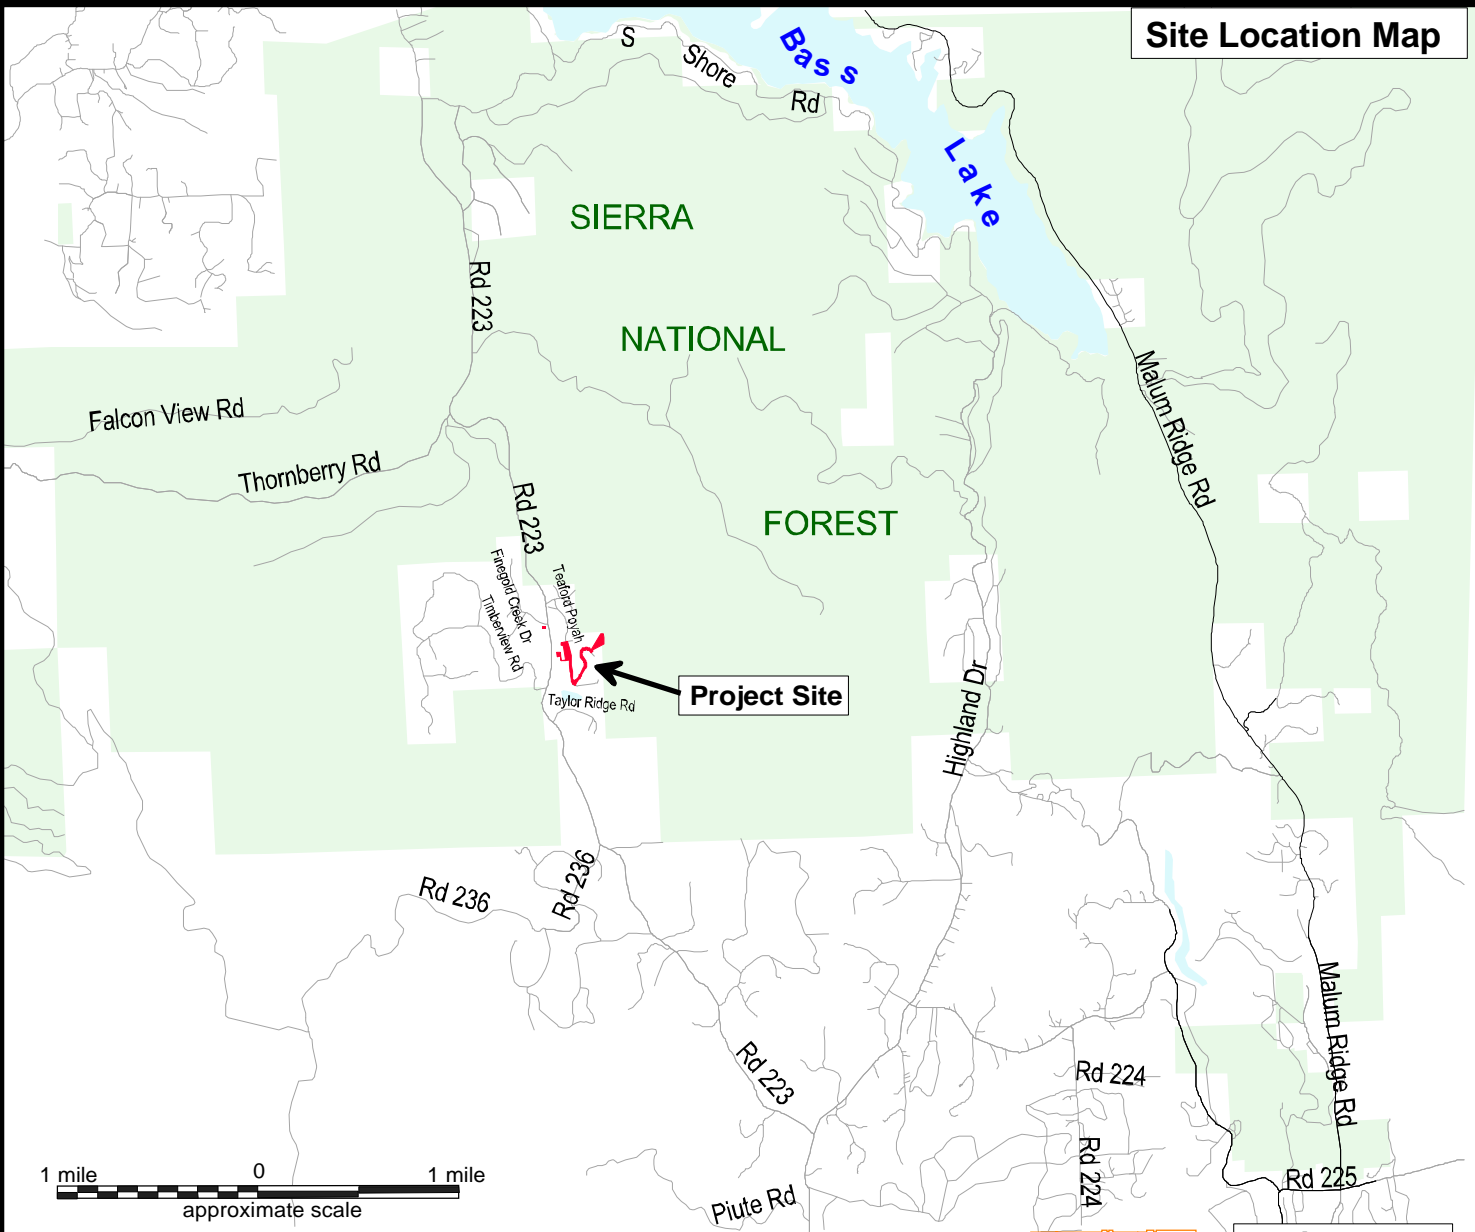 Site Location Map
S Shore Rd
Bass Lake
SIERRA
NATIONAL
FOREST
Rd 223
Falcon View Rd
Thornberry Rd
Malum Ridge Rd
Rd 223
Finegold Creek Dr
Timberview Rd
Teaford Poyah
Taylor Ridge Rd
Project Site
Highland Dr
Rd 236
Rd 236
Rd 223
Rd 224
Rd 224
Malum Ridge Rd
Rd 225
Piute Rd
1 mile 0 1 mile
approximate scale